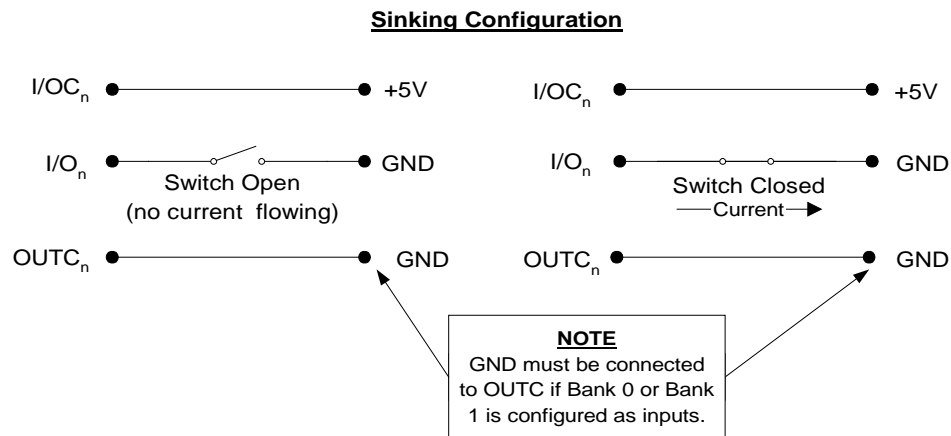 Sinking Configuration
I/OCn +5V
I/On GND
Switch Open
(no current flowing)
OUTCn GND
I/OCn +5V
I/On GND
Switch Closed
Current
OUTCn GND
NOTE
GND must be connected
to OUTC if Bank 0 or Bank
1 is configured as inputs.